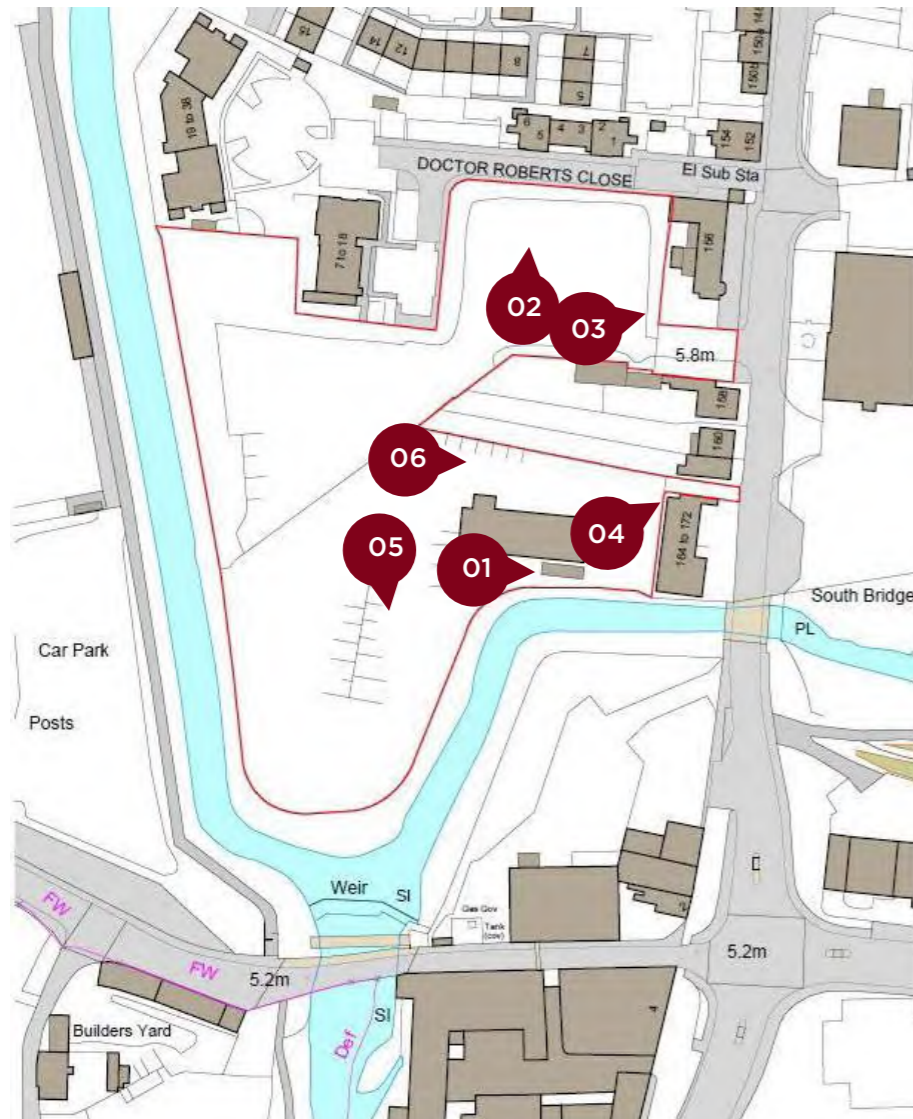 15
14
12
8
7
5
148
150A
150B
19 to 38
6
5
4
3
2
1
154
152
DOCTOR ROBERTS CLOSE
El Sub Sta
7 to 18
156
02
03
5.8m
158
160
06
04
164 to 172
05
01
South Bridge
PL
Car Park
Posts
Weir
SI
Gas Gov
Tank
(cov)
2
FW
FW
5.2m
5.2m
SI
Def
4
Builders Yard